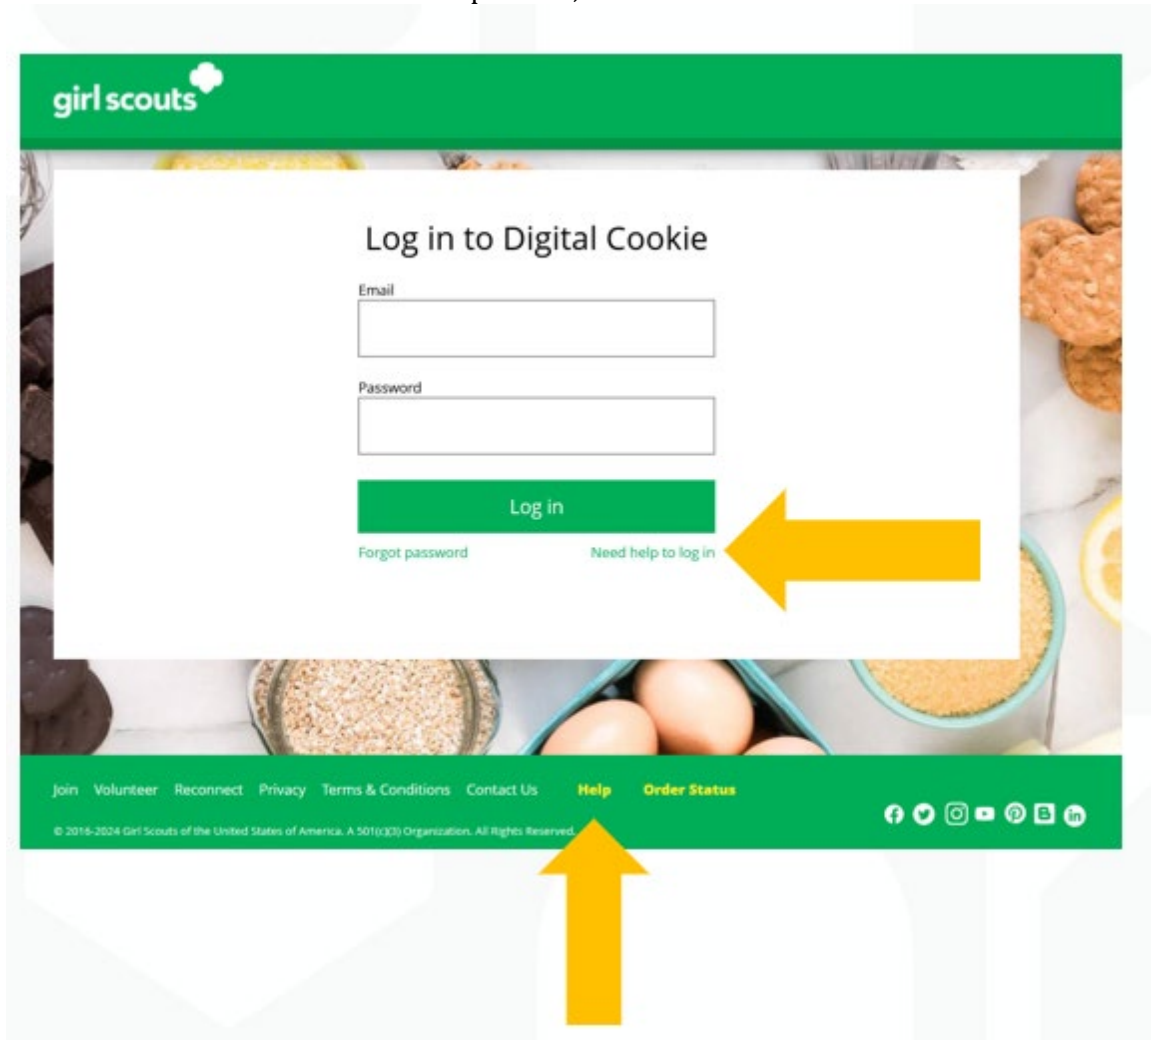 girl scouts
Log in to Digital Cookie
Email
Password
Log in
Forgot password Need help to log in
Join Volunteer Reconnect Privacy Terms & Conditions Contact Us Help Order Status
© 2016-2024 Girl Scouts of the United States of America. A 501(c)(3) Organization. All Rights Reserved.